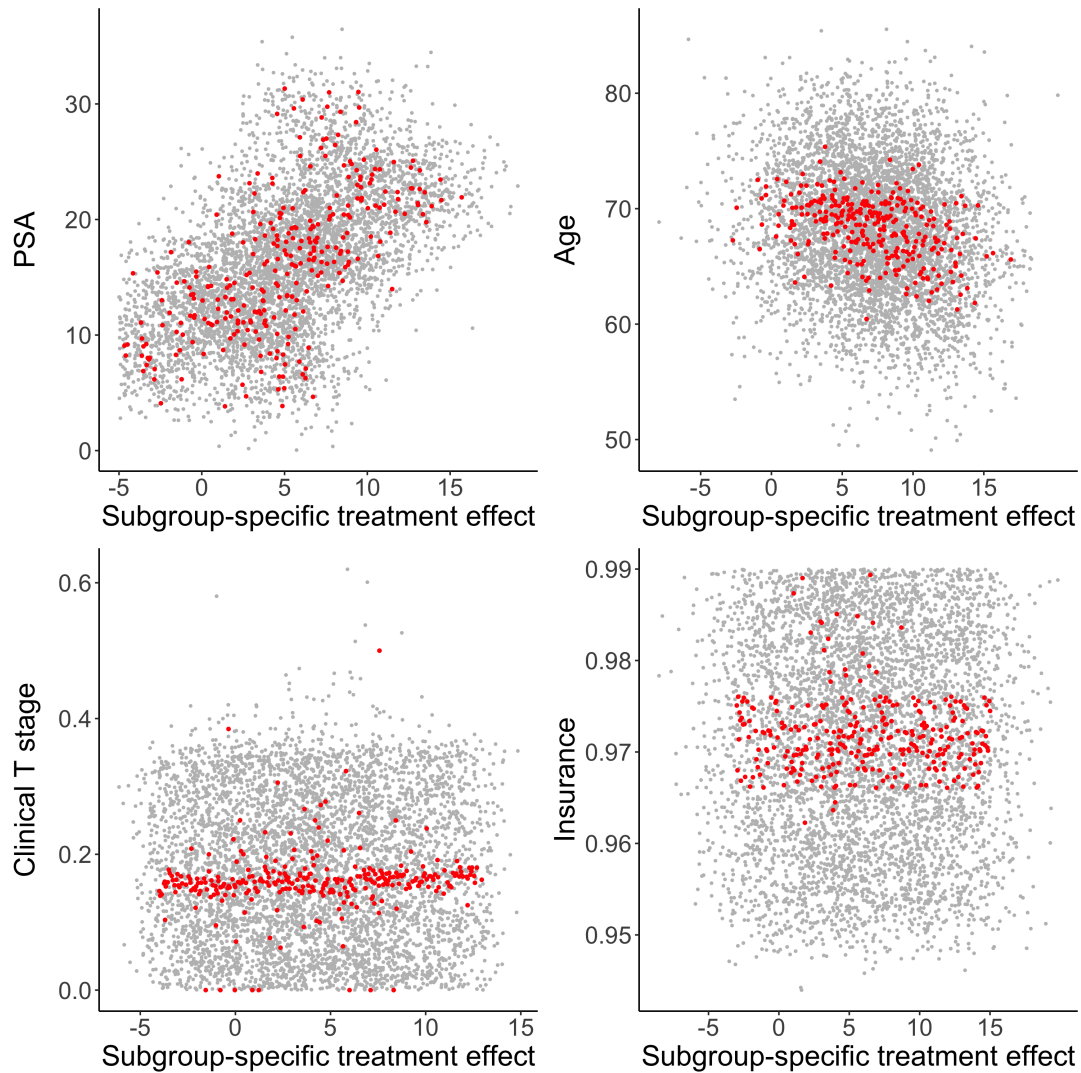 PSA
30
20
10
0
-5 0 5 10 15
Subgroup-specific treatment effect
Age
80
70
60
50
-5 0 5 10 15
Subgroup-specific treatment effect
Clinical T stage
0.6
0.4
0.2
0.0
-5 0 5 10 15
Subgroup-specific treatment effect
Insurance
0.99
0.98
0.97
0.96
0.95
-5 0 5 10 15
Subgroup-specific treatment effect